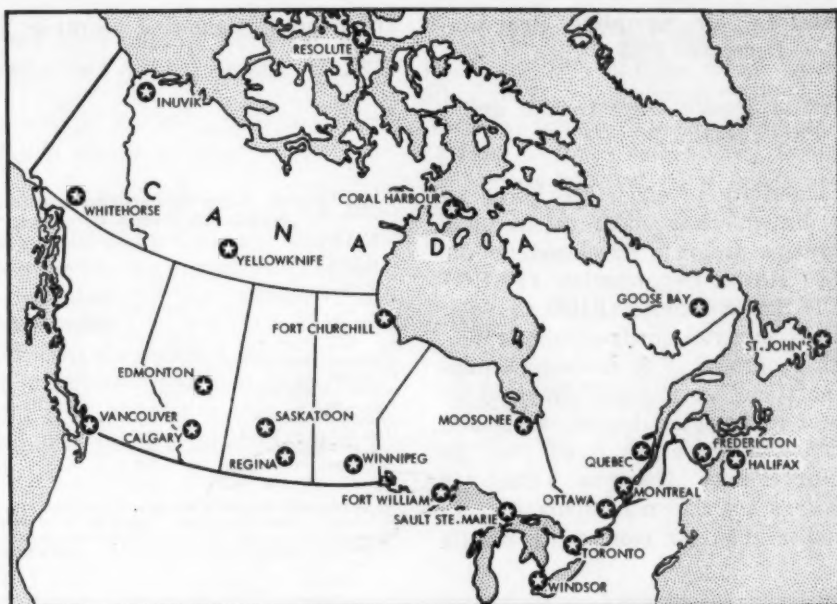 RESOLUTE
INUVIK
WHITEHORSE
CANADA
CORAL HARBOUR
YELLOWKNIFE
GOOSE BAY
FORT CHURCHILL
ST. JOHN'S
EDMONTON
VANCOUVER
CALGARY
SASKATOON
MOOSONEE
REGINA
WINNIPEG
QUEBEC
FREDERICTON
HALIFAX
FORT WILLIAM
OTTAWA
MONTREAL
SAULT STE. MARIE
TORONTO
WINDSOR